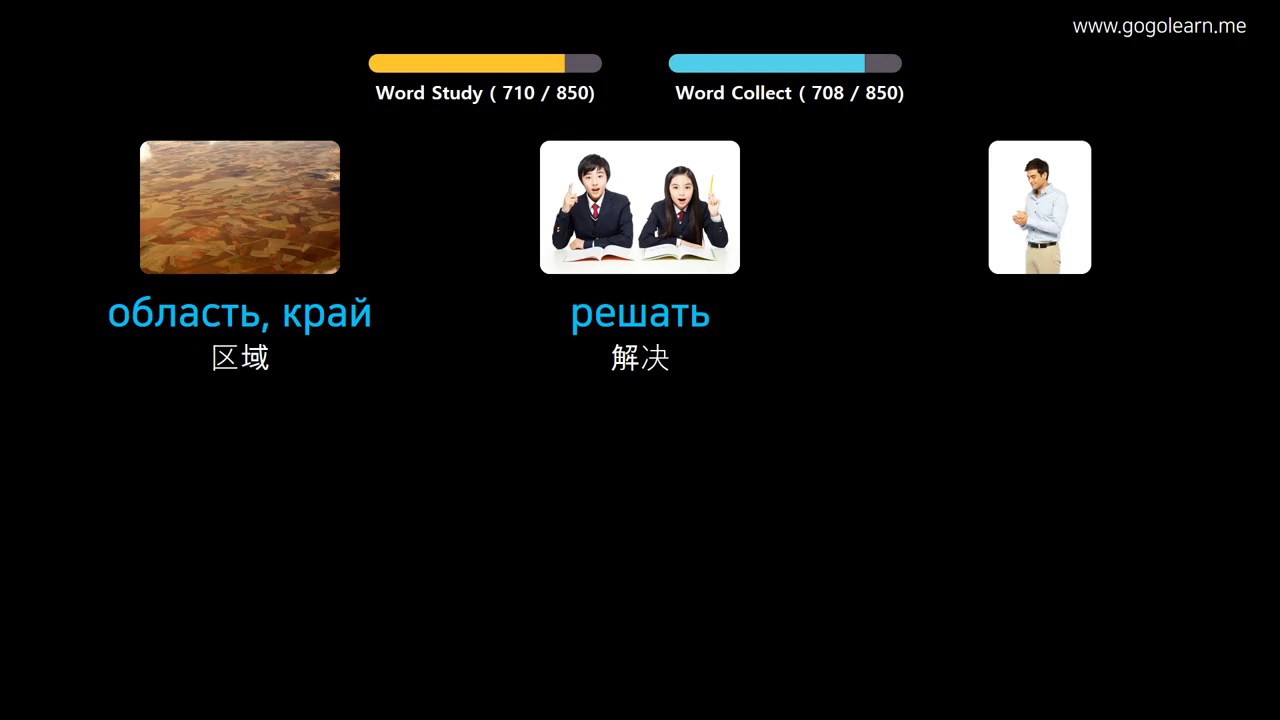 www.gogolearn.me
Word Study ( 710 / 850)
Word Collect ( 708 / 850)
область, край
区域
решать
解决